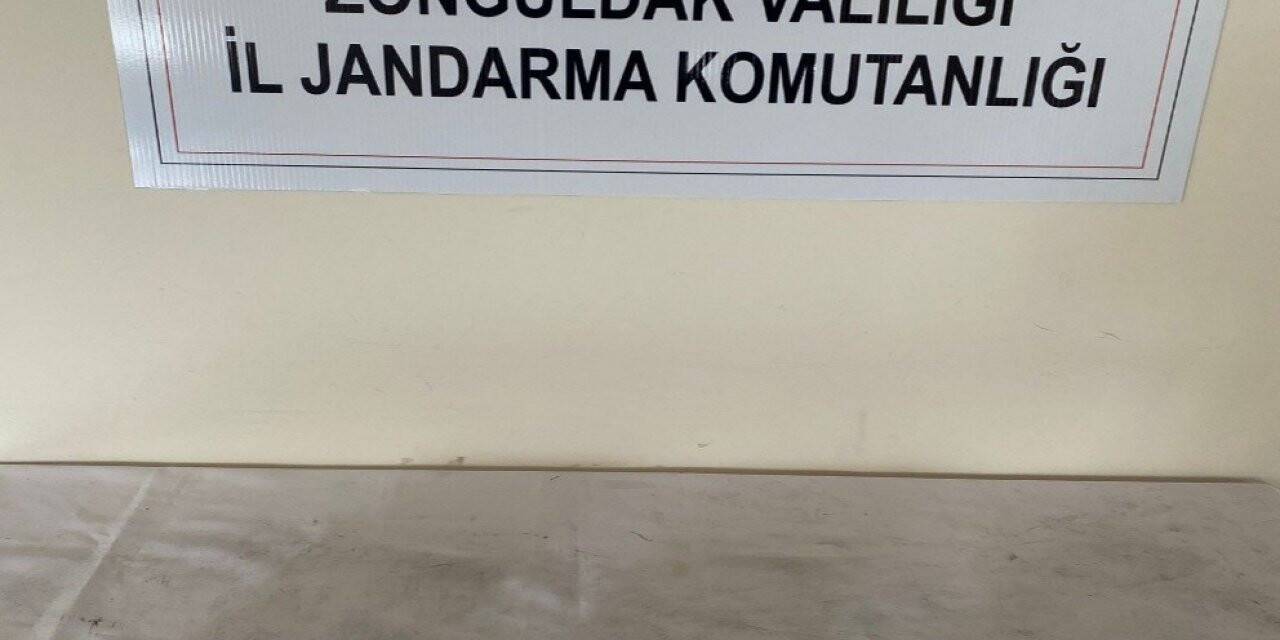 ZONGULDAK VALİLİĞİ
İL JANDARMA KOMUTANLIĞI